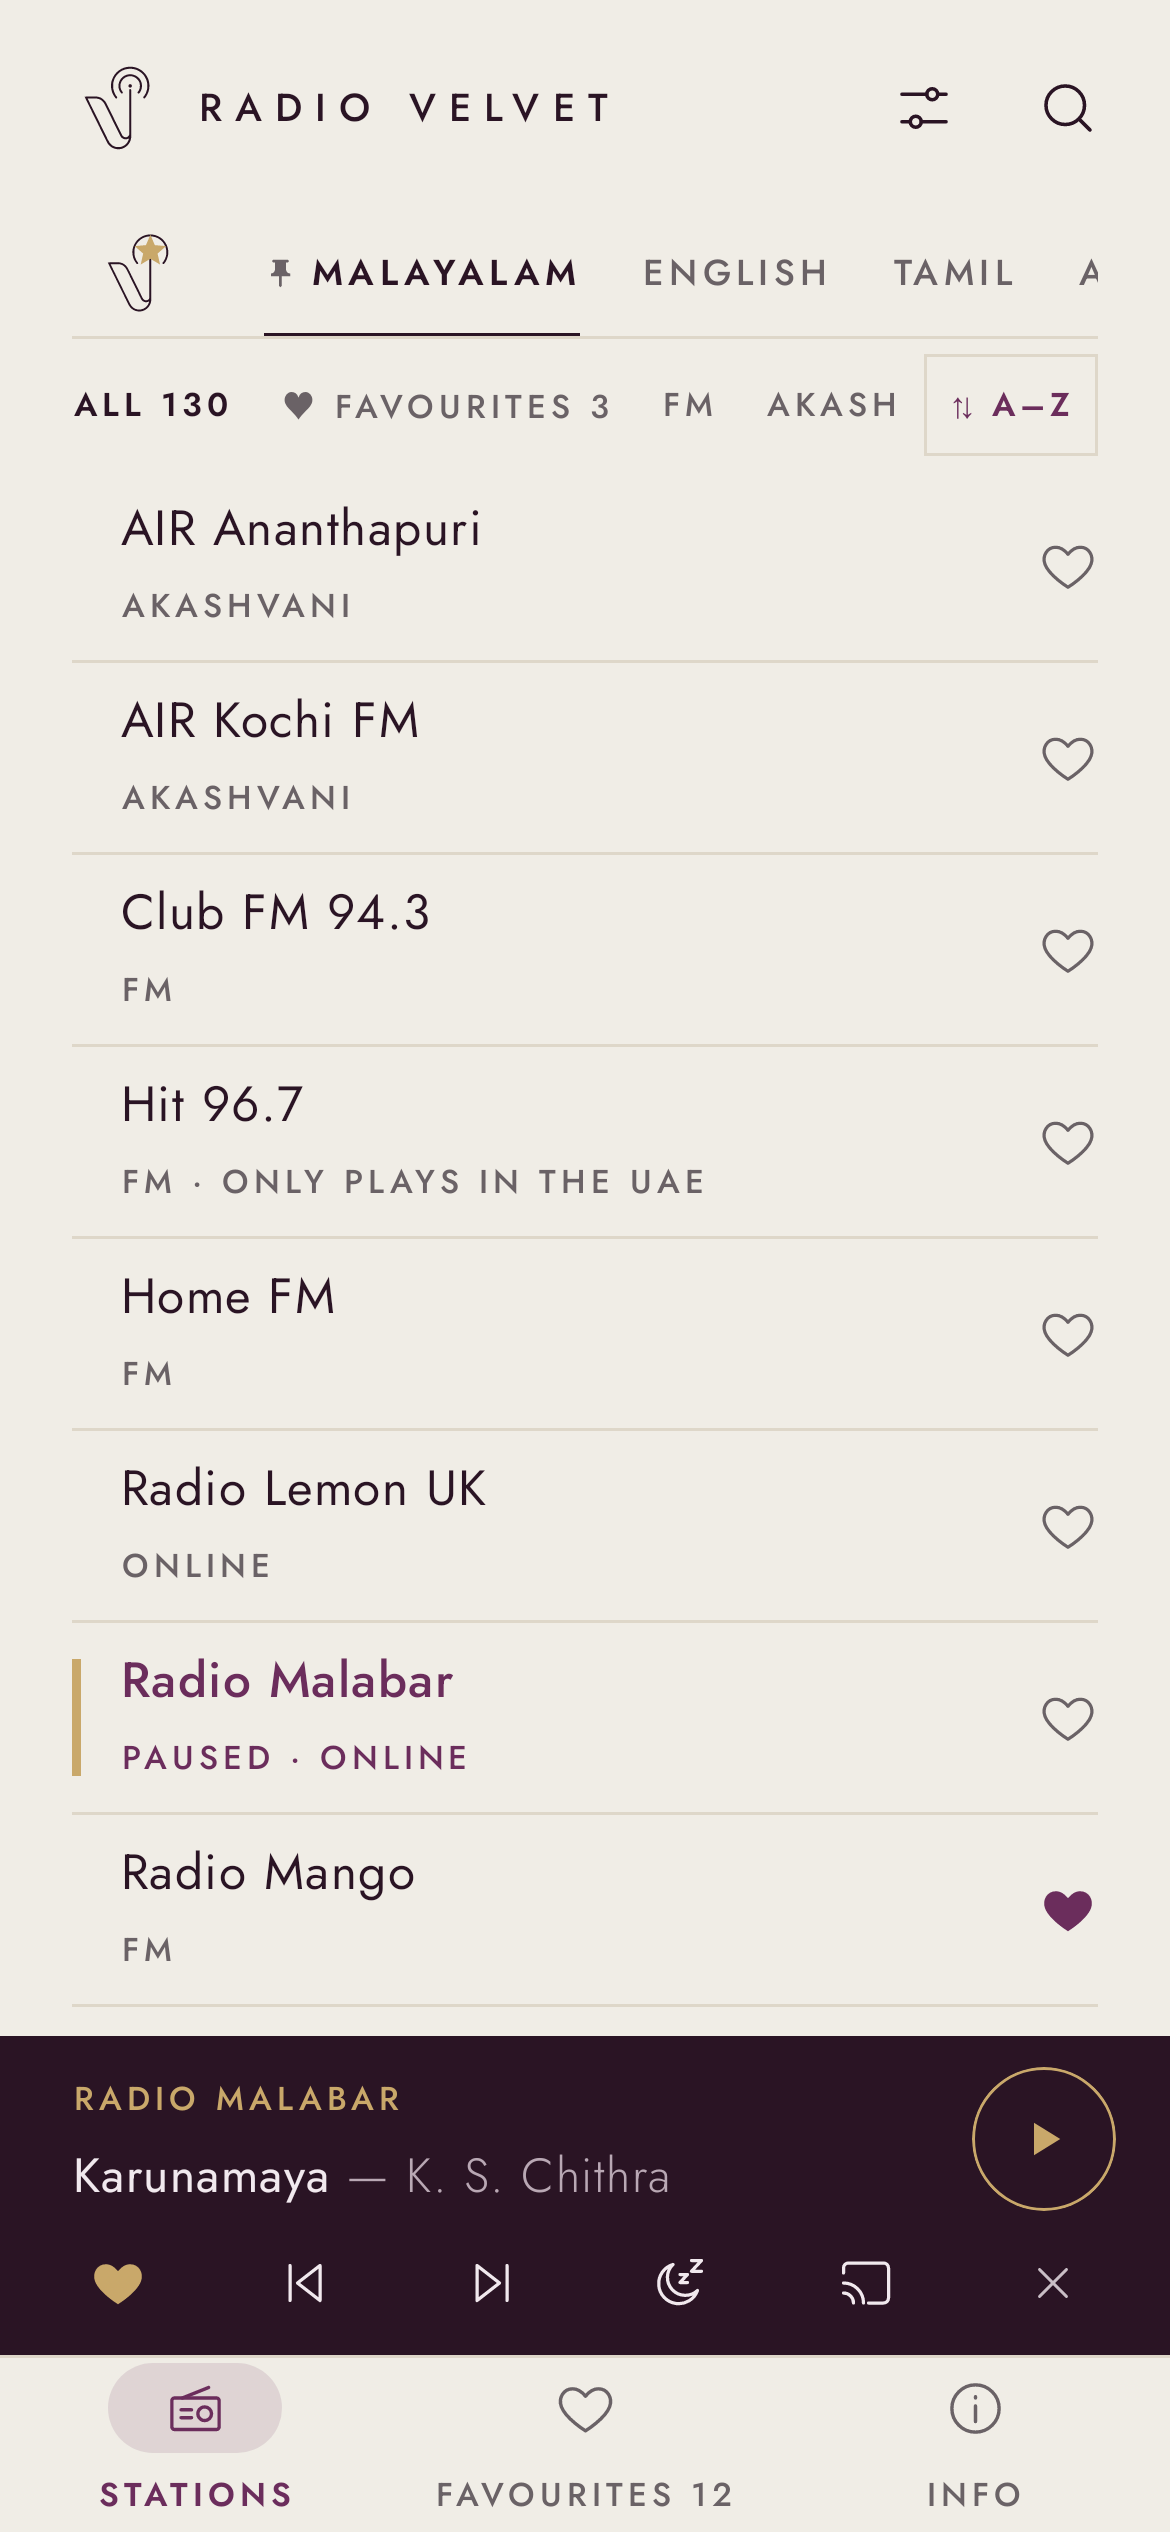 RADIO VELVET
MALAYALAM ENGLISH TAMIL A
ALL 130 ♥ FAVOURITES 3 FM AKASH ↑↓ A–Z
AIR Ananthapuri
AKASHVANI
AIR Kochi FM
AKASHVANI
Club FM 94.3
FM
Hit 96.7
FM · ONLY PLAYS IN THE UAE
Home FM
FM
Radio Lemon UK
ONLINE
Radio Malabar
PAUSED · ONLINE
Radio Mango
FM
RADIO MALABAR
Karunamaya — K. S. Chithra
STATIONS FAVOURITES 12 INFO